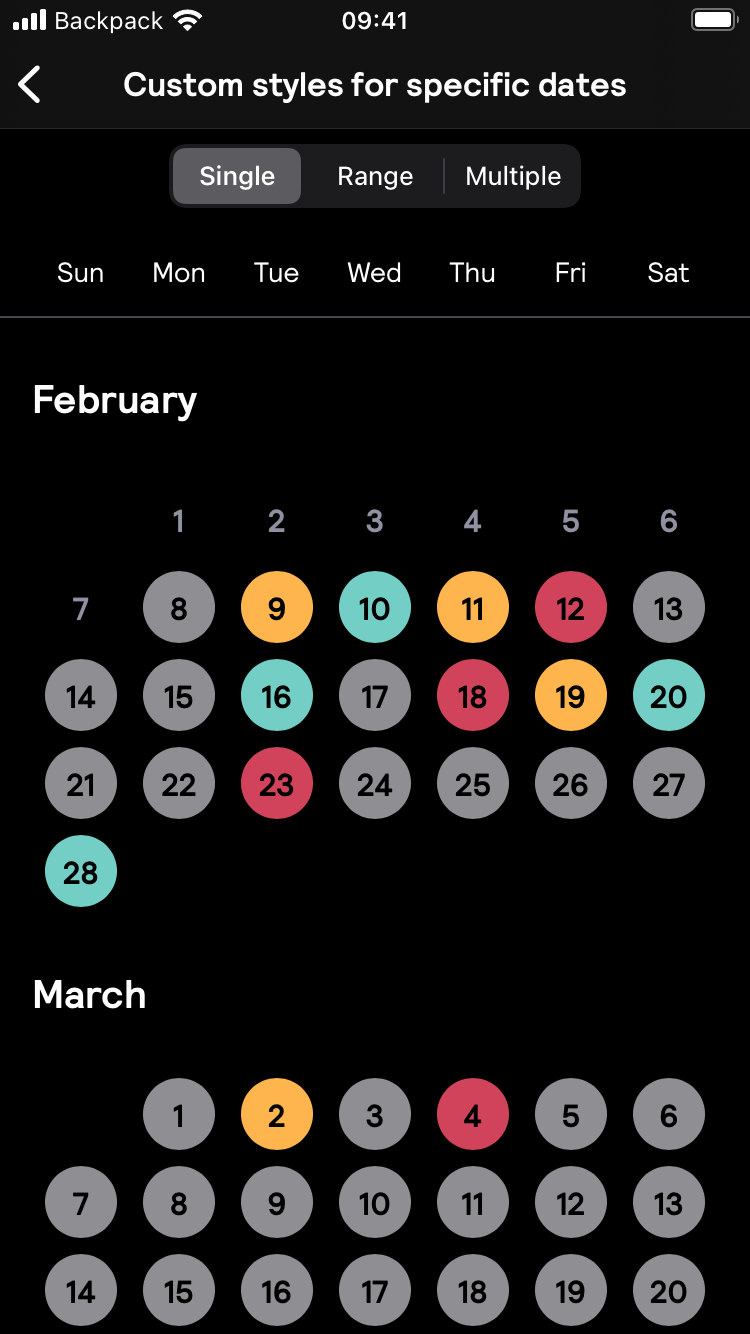 Backpack 09:41
Custom styles for specific dates
Single Range Multiple
Sun Mon Tue Wed Thu Fri Sat
February
1 2 3 4 5 6
7 8 9 10 11 12 13
14 15 16 17 18 19 20
21 22 23 24 25 26 27
28
March
1 2 3 4 5 6
7 8 9 10 11 12 13
14 15 16 17 18 19 20